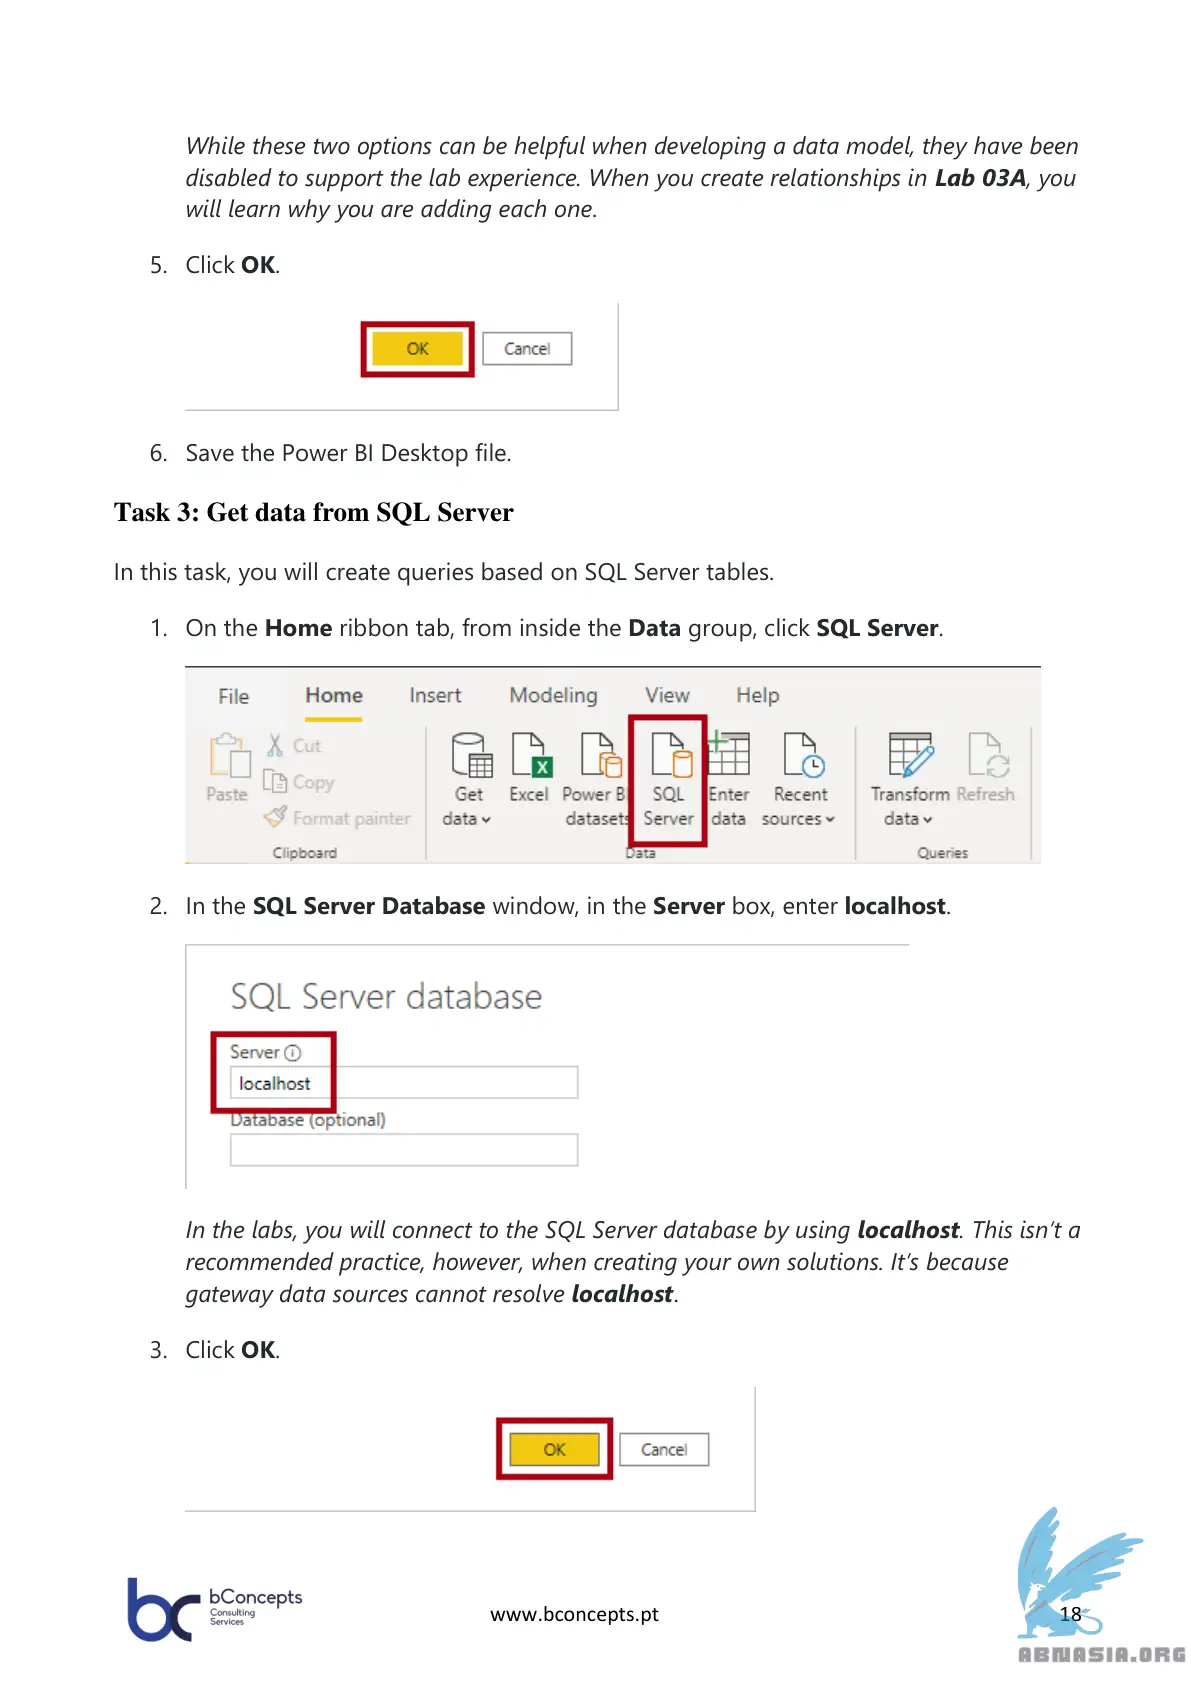 While these two options can be helpful when developing a data model, they have been
disabled to support the lab experience. When you create relationships in Lab 03A, you
will learn why you are adding each one.
5. Click OK.
OK Cancel
6. Save the Power BI Desktop file.
Task 3: Get data from SQL Server
In this task, you will create queries based on SQL Server tables.
1. On the Home ribbon tab, from inside the Data group, click SQL Server.
File Home Insert Modeling View Help
Cut
Copy
Format painter
Paste
Clipboard
Get data
Excel
Power BI datasets
SQL Server
Enter data
Recent sources
Data
Transform data
Refresh
Queries
2. In the SQL Server Database window, in the Server box, enter localhost.
SQL Server database
Server
localhost
Database (optional)
In the labs, you will connect to the SQL Server database by using localhost. This isn't a
recommended practice, however, when creating your own solutions. It's because
gateway data sources cannot resolve localhost.
3. Click OK.
OK Cancel
bc bConcepts
Consulting
Services
www.bconcepts.pt
18
ABNASIA.ORG